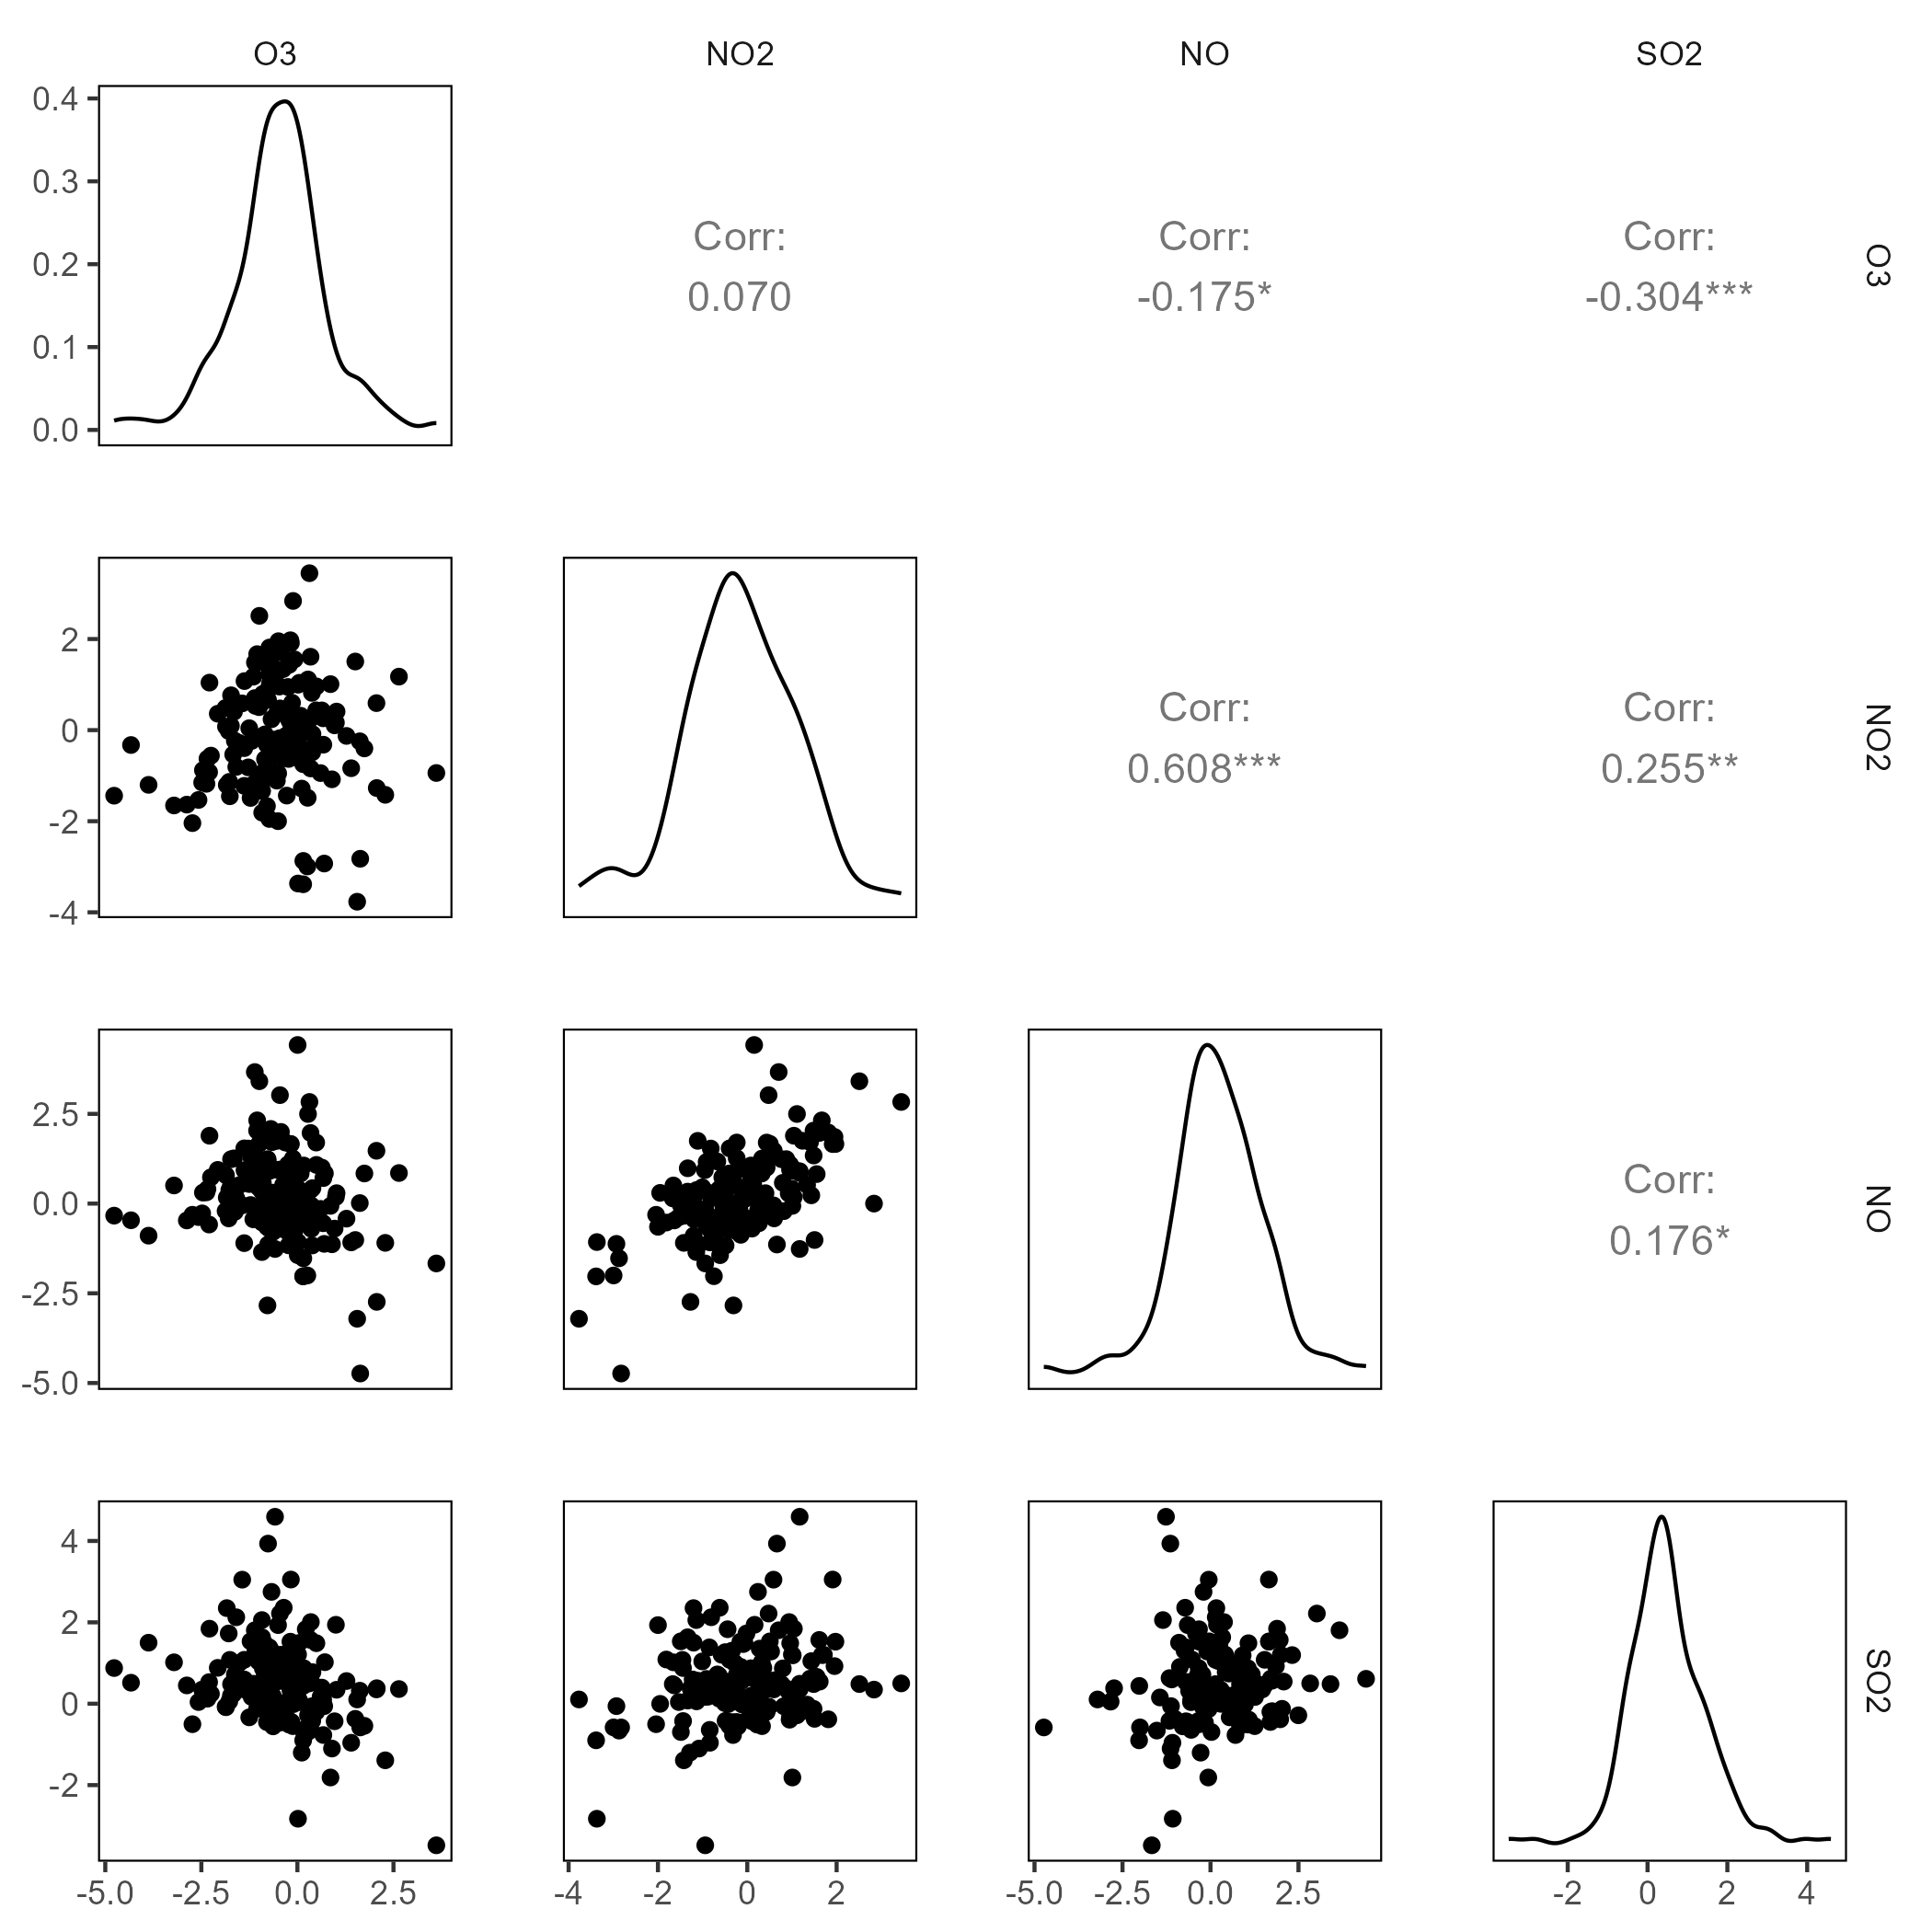 O3 NO2 NO SO2
0.4
0.3
0.2
0.1
0.0
Corr:
0.070
Corr:
-0.175*
Corr:
-0.304***
O3
2
0
-2
-4
Corr:
0.608***
Corr:
0.255**
NO2
2.5
0.0
-2.5
-5.0
Corr:
0.176*
NO
4
2
0
-2
SO2
-5.0 -2.5 0.0 2.5 -4 -2 0 2 -5.0 -2.5 0.0 2.5 -2 0 2 4